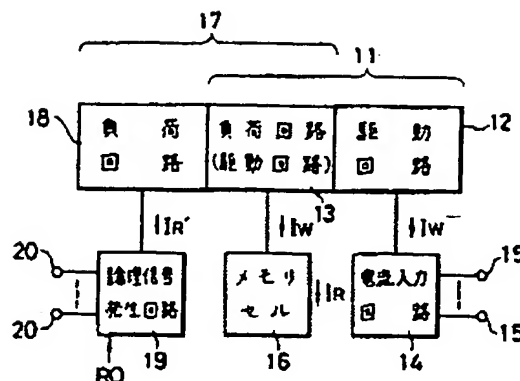 17
11
18
負荷
回路
負荷回路
(駆動回路)
駆動
回路
12
13
IR'
IW
IW'
20
20
論理信号
発生回路
メモリ
セル
IR
電流入力
回路
15
15
RO
19
16
14